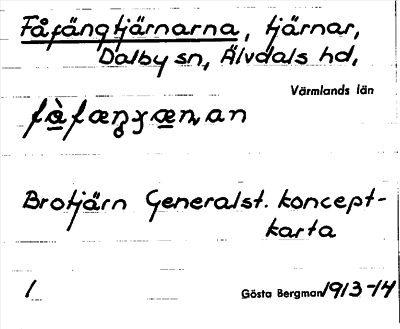 Fåfängtjärnarna, tjärnar,
Dalby sn, Älvdals hd,
Värmlands län
Brotjärn Generalst. koncept-
karta
1 Gösta Bergman 1913-14